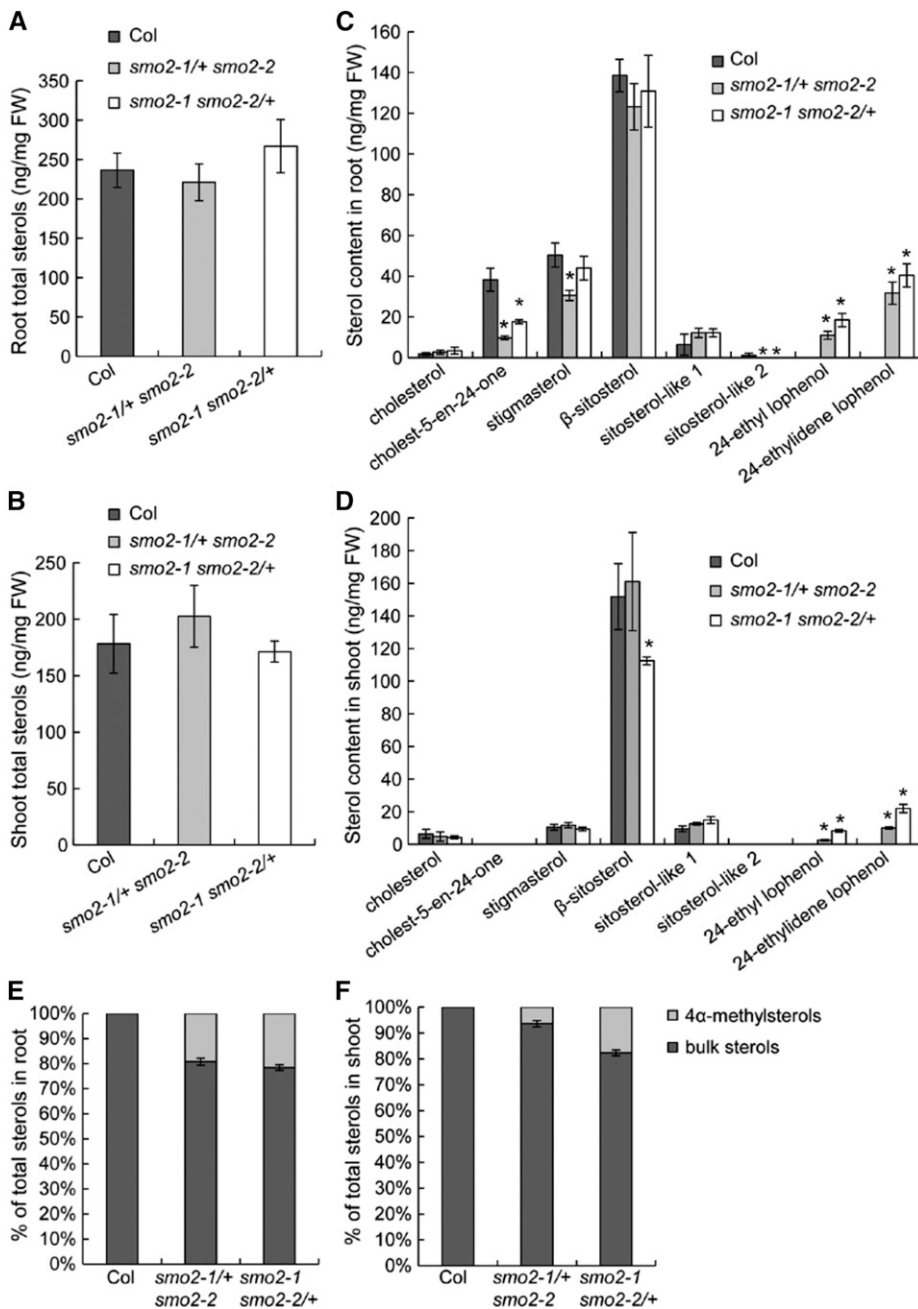 A
Col
smo2-1/+ smo2-2
smo2-1 smo2-2/+
Root total sterols (ng/mg FW)
350
300
250
200
150
100
50
0
Col
smo2-1/+ smo2-2
smo2-1 smo2-2/+
C
Col
smo2-1/+ smo2-2
smo2-1 smo2-2/+
Sterol content in root (ng/mg FW)
160
140
120
100
80
60
40
20
0
* *
*
* *
* *
* *
cholesterol
cholest-5-en-24-one
stigmasterol
β-sitosterol
sitosterol-like 1
sitosterol-like 2
24-ethyl lophenol
24-ethylidene lophenol
B
Col
smo2-1/+ smo2-2
smo2-1 smo2-2/+
Shoot total sterols (ng/mg FW)
250
200
150
100
50
0
Col
smo2-1/+ smo2-2
smo2-1 smo2-2/+
D
Col
smo2-1/+ smo2-2
smo2-1 smo2-2/+
Sterol content in shoot (ng/mg FW)
200
180
160
140
120
100
80
60
40
20
0
*
* *
* *
cholesterol
cholest-5-en-24-one
stigmasterol
β-sitosterol
sitosterol-like 1
sitosterol-like 2
24-ethyl lophenol
24-ethylidene lophenol
E
% of total sterols in root
100%
90%
80%
70%
60%
50%
40%
30%
20%
10%
0%
Col
smo2-1/+
smo2-2
smo2-1
smo2-2/+
F
% of total sterols in shoot
100%
90%
80%
70%
60%
50%
40%
30%
20%
10%
0%
Col
smo2-1/+
smo2-2
smo2-1
smo2-2/+
4α-methylsterols
bulk sterols